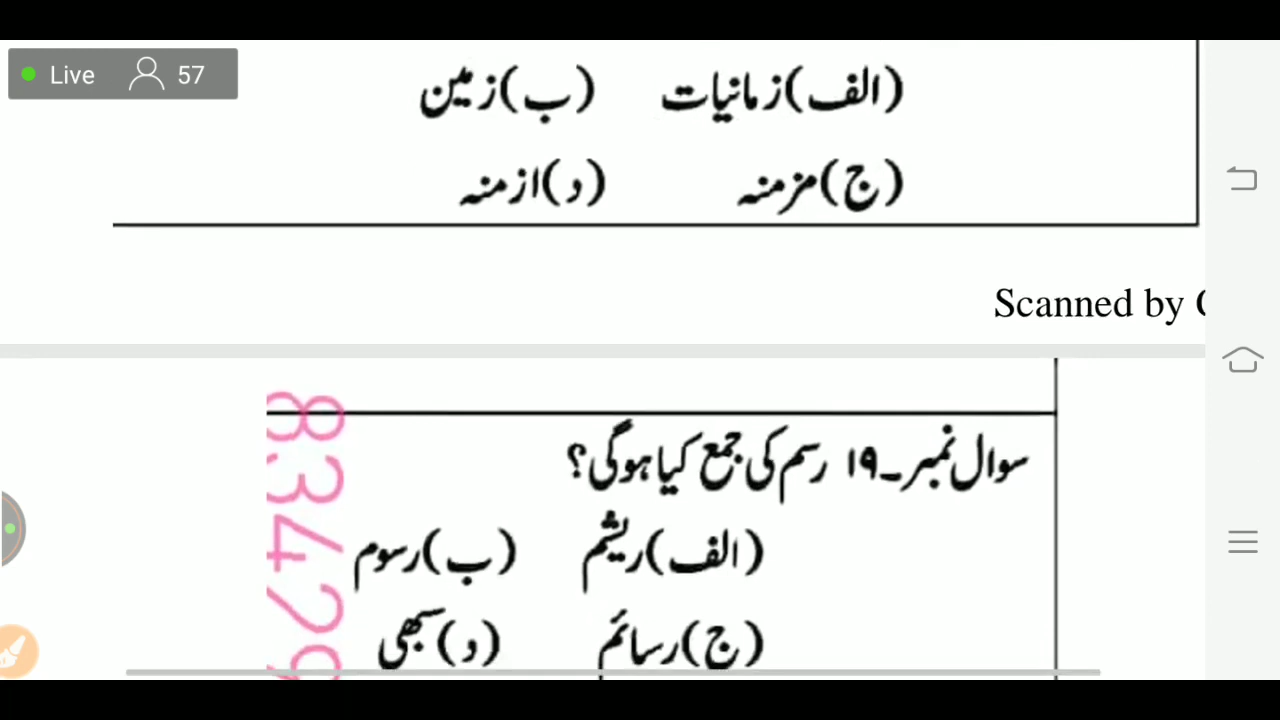 Live 57
(الف)زمانیات (ب)زمین
(ج)مزمنہ (د)ازمنہ
Scanned by
سوال نمبر۔۱۹ رسم کی جمع کیا ہوگی؟
(الف)ریشم (ب)رسوم
(ج)رسائم (د)سبھی
8342